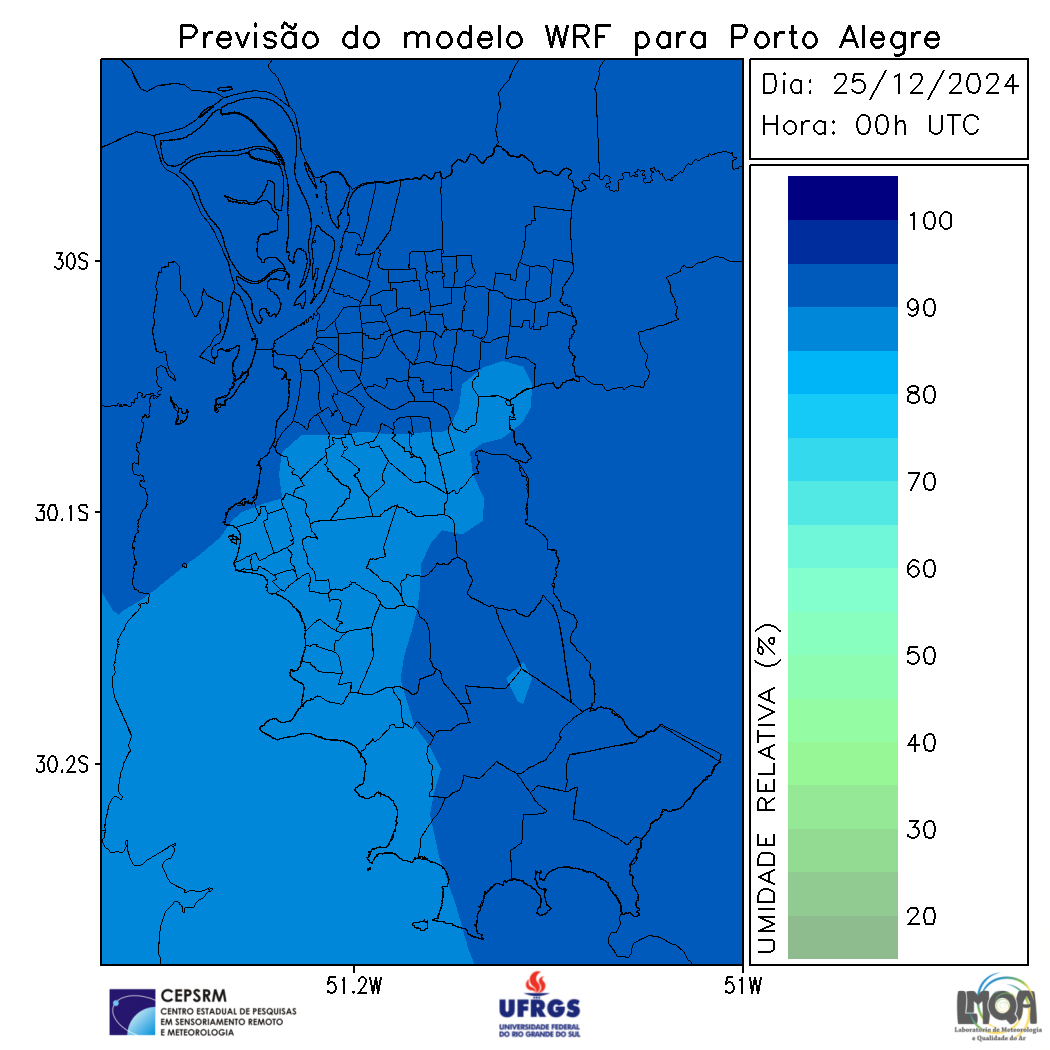 Previsão do modelo WRF para Porto Alegre
Dia: 25/12/2024
Hora: 00h UTC
100
90
80
70
60
50
40
30
20
UMIDADE RELATIVA (%)
30S
30.1S
30.2S
51.2W
51W
CEPSRM
CENTRO ESTADUAL DE PESQUISAS
EM SENSORIAMENTO REMOTO
E METEOROLOGIA
UFRGS
UNIVERSIDADE FEDERAL
DO RIO GRANDE DO SUL
LMQA
Laboratório de Meteorologia
e Qualidade do Ar